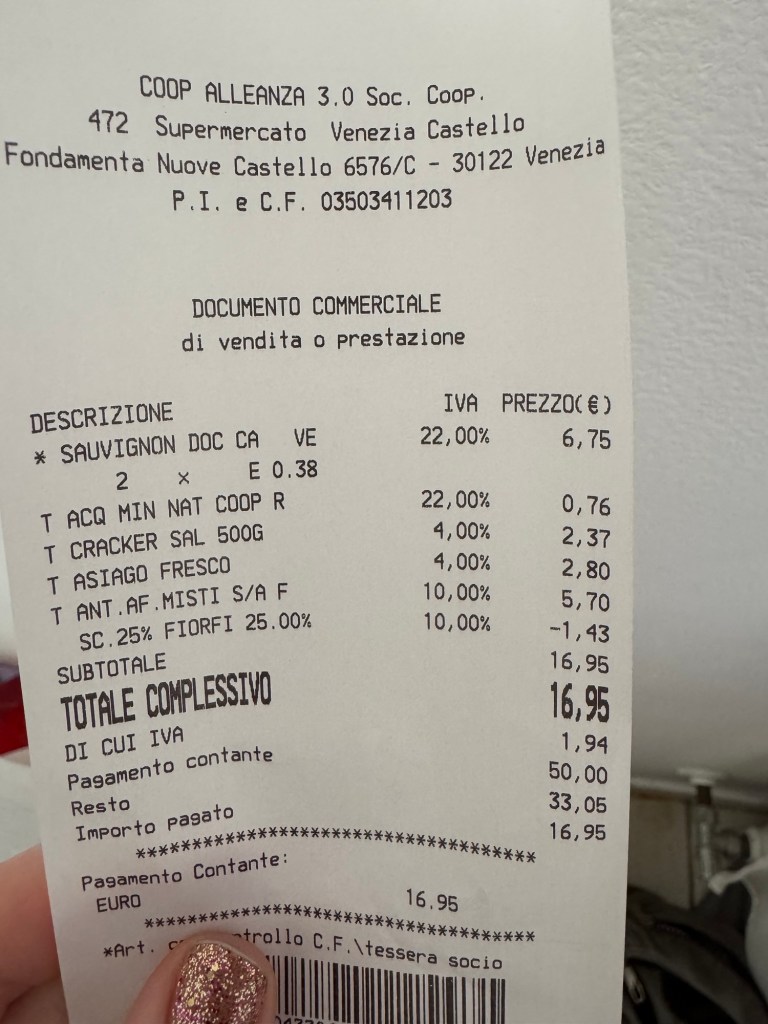 COOP ALLEANZA 3.0 Soc. Coop.
472 Supermercato Venezia Castello
Fondamenta Nuove Castello 6576/C - 30122 Venezia
P.I. e C.F. 03503411203
DOCUMENTO COMMERCIALE
di vendita o prestazione
DESCRIZIONE IVA PREZZO(€)
* SAUVIGNON DOC CA VE 22,00% 6,75
2 x E 0.38
T ACQ MIN NAT COOP R 22,00% 0,76
T CRACKER SAL 500G 4,00% 2,37
T ASIAGO FRESCO 4,00% 2,80
T ANT.AF.MISTI S/A F 10,00% 5,70
SC.25% FIORFI 25.00% 10,00% -1,43
SUBTOTALE 16,95
TOTALE COMPLESSIVO 16,95
DI CUI IVA 1,94
Pagamento contante 50,00
Resto 33,05
Importo pagato 16,95
****************************************
Pagamento Contante:
EURO 16.95
****************************************
*Art. C.F.\tessera socio